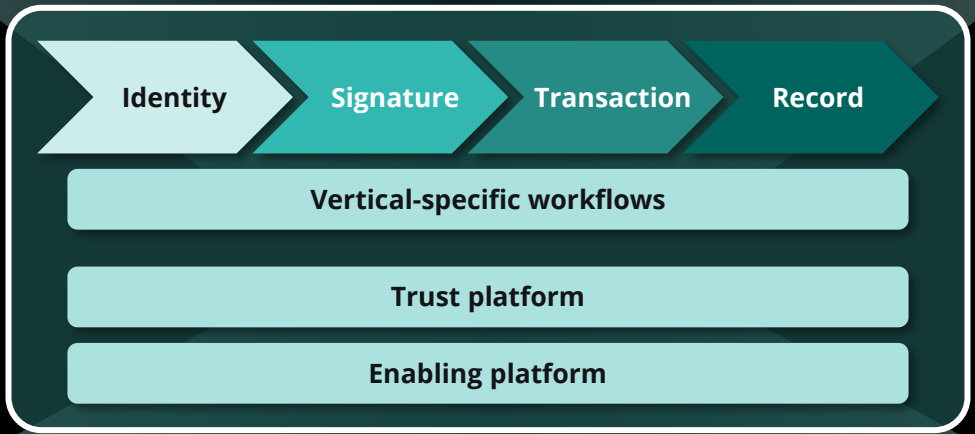 Identity
Signature
Transaction
Record
Vertical-specific workflows
Trust platform
Enabling platform